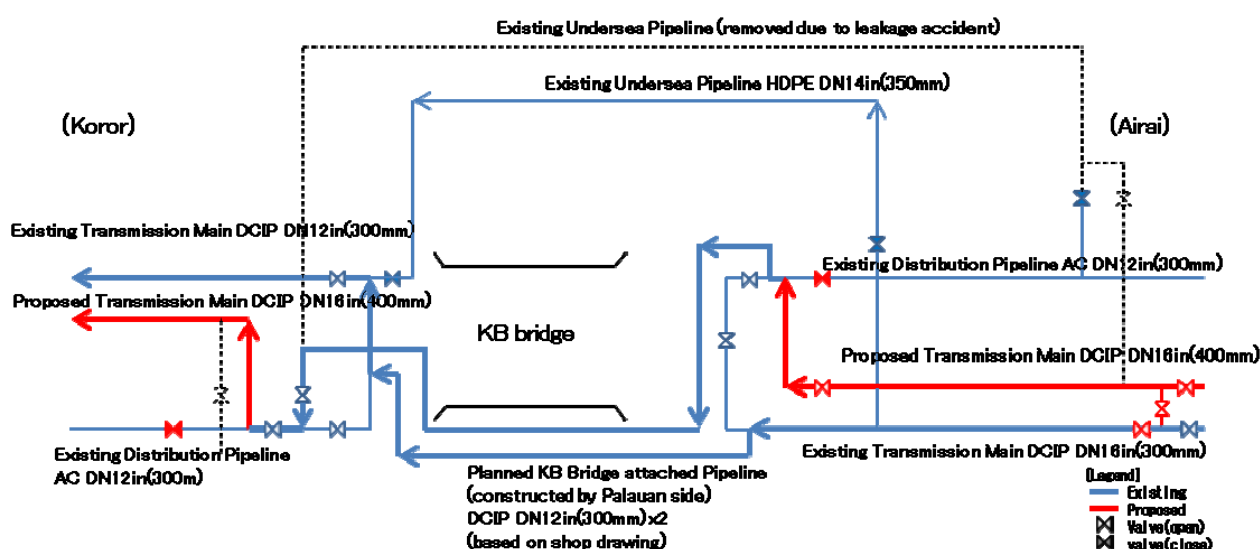 Existing Undersea Pipeline (removed due to leakage accident)
Existing Undersea Pipeline HDPE DN14in(350mm)
(Koror)
(Airai)
Existing Transmission Main DCIP DN12in(300mm)
Existing Distribution Pipeline AC DN12in(300mm)
Proposed Transmission Main DCIP DN16in(400mm)
KB bridge
Proposed Transmission Main DCIP DN16in(400mm)
Existing Distribution Pipeline
AC DN12in(300m)
Existing Transmission Main DCIP DN16in(300mm)
Planned KB Bridge attached Pipeline
(constructed by Palauan side)
DCIP DN12in(300mm)x2
(based on shop drawing)
[Legend]
Existing
Proposed
Valve(open)
valve(close)